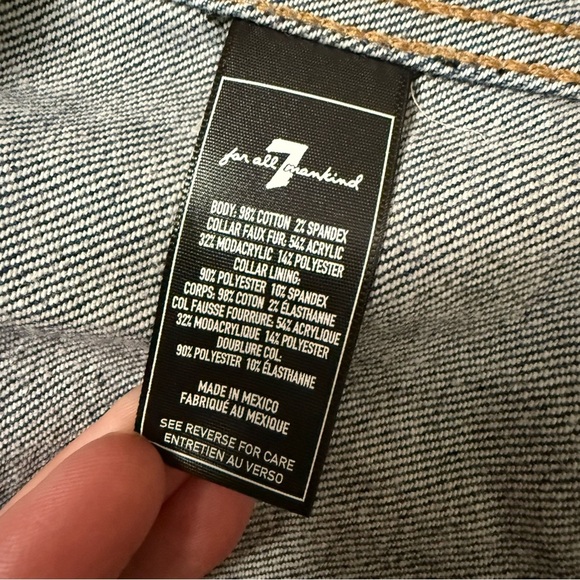 7
for all mankind
BODY: 98% COTTON 2% SPANDEX
COLLAR FAUX FUR: 54% ACRYLIC
32% MODACRYLIC 14% POLYESTER
COLLAR LINING:
90% POLYESTER 10% SPANDEX
CORPS: 98% COTON 2% ÉLASTHANNE
COL FAUSSE FOURRURE: 54% ACRYLIQUE
32% MODACRYLIQUE 14% POLYESTER
DOUBLURE COL:
90% POLYESTER 10% ÉLASTHANNE
MADE IN MEXICO
FABRIQUÉ AU MEXIQUE
SEE REVERSE FOR CARE
ENTRETIEN AU VERSO